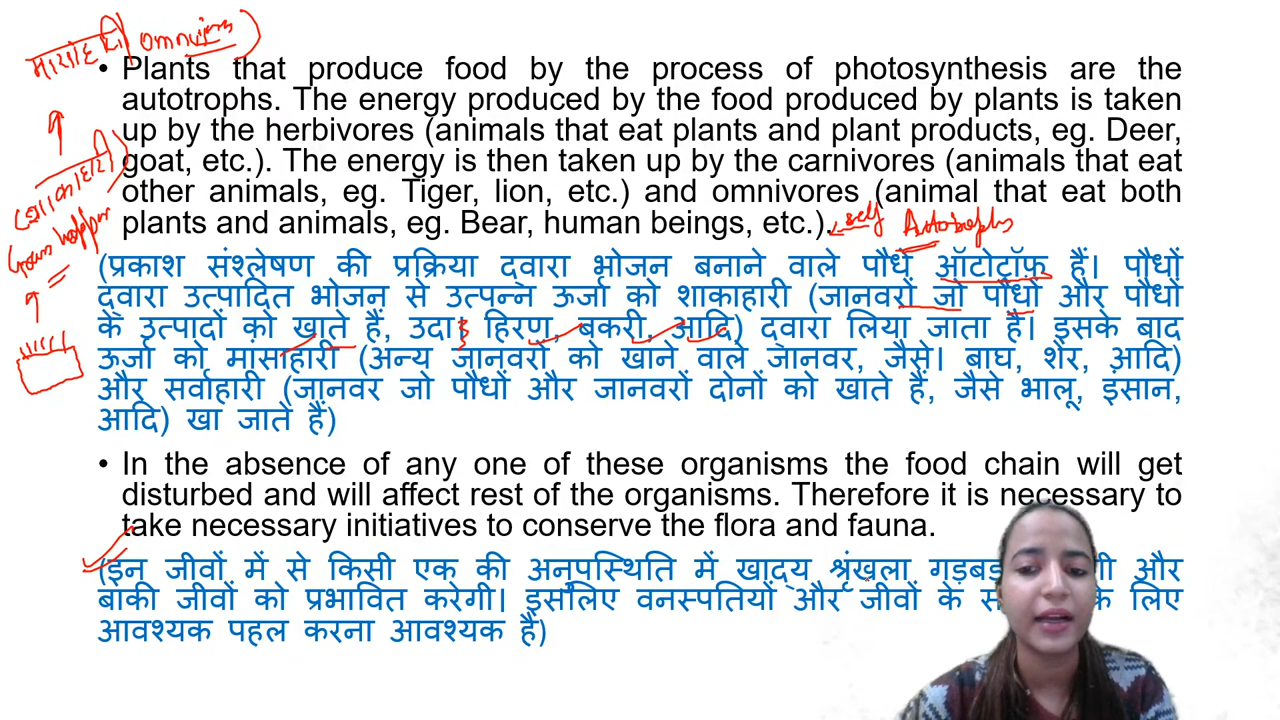 मांसाहारी omnivores
• Plants that produce food by the process of photosynthesis are the
autotrophs. The energy produced by the food produced by plants is taken
up by the herbivores (animals that eat plants and plant products, eg. Deer,
goat, etc.). The energy is then taken up by the carnivores (animals that eat
other animals, eg. Tiger, lion, etc.) and omnivores (animal that eat both
plants and animals, eg. Bear, human beings, etc.).
self Autotrophs
शाकाहारी
(प्रकाश संश्लेषण की प्रक्रिया द्वारा भोजन बनाने वाले पौधें ऑटोट्रॉफ़ हैं। पौधों
द्वारा उत्पादित भोजन से उत्पन्न ऊर्जा को शाकाहारी (जानवरों जो पौधों और पौधों
के उत्पादों को खाते हैं, उदा। हिरण, बकरी, आदि) द्वारा लिया जाता है। इसके बाद
ऊर्जा को मांसाहारी (अन्य जानवरों को खाने वाले जानवर, जैसे। बाघ, शेर, आदि)
और सर्वाहारी (जानवर जो पौधों और जानवरों दोनों को खाते हैं, जैसे भालू, इंसान,
आदि) खा जाते हैं)
• In the absence of any one of these organisms the food chain will get
disturbed and will affect rest of the organisms. Therefore it is necessary to
take necessary initiatives to conserve the flora and fauna.
(इन जीवों में से किसी एक की अनुपस्थिति में खाद्य श्रृंखला और
बाकी जीवों को प्रभावित करेगी। इसलिए वनस्पतियों और जीवों के के लिए
आवश्यक पहल करना आवश्यक है)